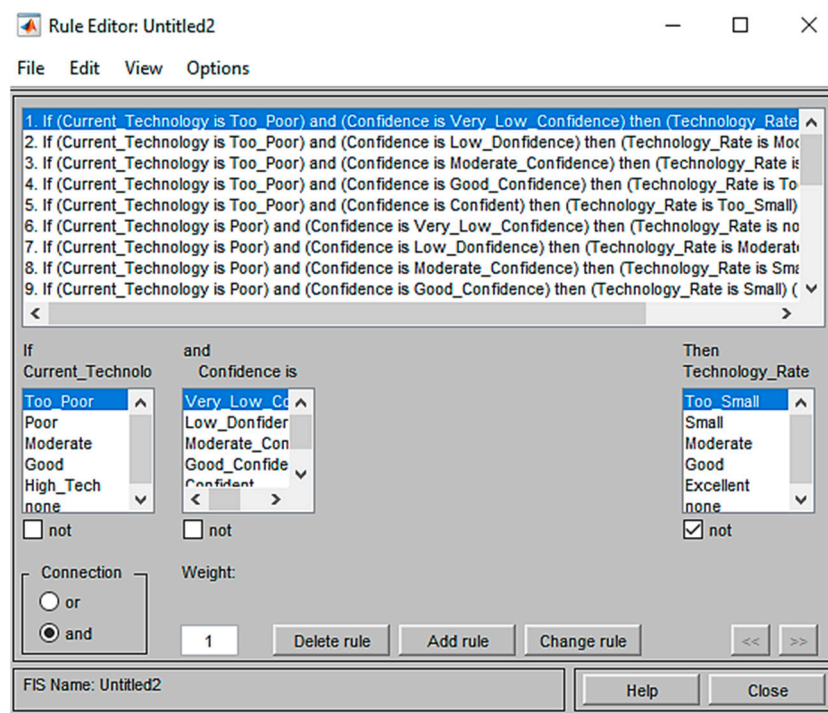 Rule Editor: Untitled2
File Edit View Options
1. If (Current_Technology is Too_Poor) and (Confidence is Very_Low_Confidence) then (Technology_Rate
2. If (Current_Technology is Too_Poor) and (Confidence is Low_Donfidence) then (Technology_Rate is Moc
3. If (Current_Technology is Too_Poor) and (Confidence is Moderate_Confidence) then (Technology_Rate is
4. If (Current_Technology is Too_Poor) and (Confidence is Good_Confidence) then (Technology_Rate is To
5. If (Current_Technology is Too_Poor) and (Confidence is Confident) then (Technology_Rate is Too_Small)
6. If (Current_Technology is Poor) and (Confidence is Very_Low_Confidence) then (Technology_Rate is no
7. If (Current_Technology is Poor) and (Confidence is Low_Donfidence) then (Technology_Rate is Moderat
8. If (Current_Technology is Poor) and (Confidence is Moderate_Confidence) then (Technology_Rate is Sma
9. If (Current_Technology is Poor) and (Confidence is Good_Confidence) then (Technology_Rate is Small) (
If and Then
Current_Technolo Confidence is Technology_Rate
Too_Poor Very_Low_Co Too_Small
Poor Low_Donfider Small
Moderate Moderate_Con Moderate
Good Good_Confide Good
High_Tech Confident Excellent
none none
not not not
Connection Weight:
or
and 1 Delete rule Add rule Change rule << >>
FIS Name: Untitled2 Help Close